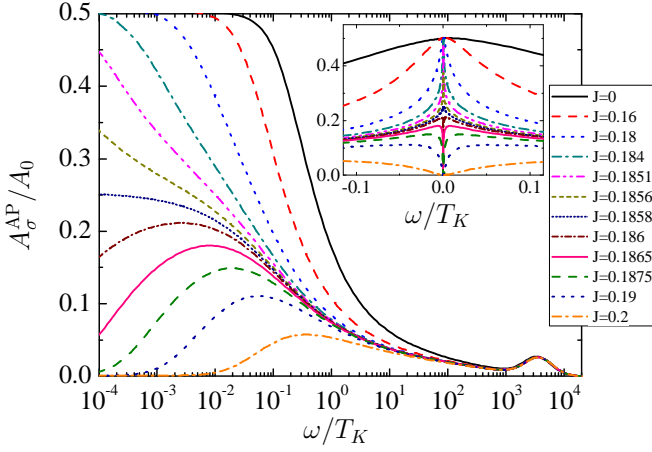 A_σ^AP/A_0
0.5
0.4
0.3
0.2
0.1
0.0
10^-4 10^-3 10^-2 10^-1 10^0 10^1 10^2 10^3 10^4
ω/T_K
0.4
0.2
0.0
-0.1 0.0 0.1
ω/T_K
J=0
J=0.16
J=0.18
J=0.184
J=0.1851
J=0.1856
J=0.1858
J=0.186
J=0.1865
J=0.1875
J=0.19
J=0.2